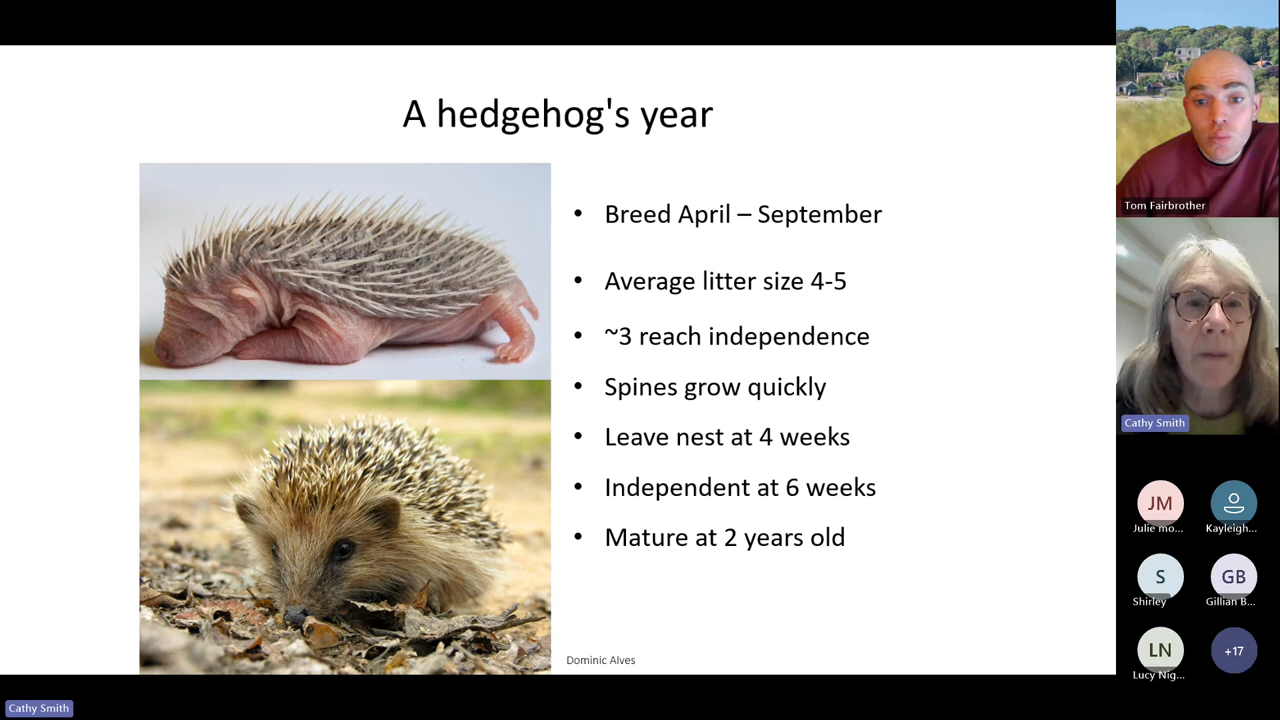 A hedgehog's year
• Breed April – September
• Average litter size 4-5
• ~3 reach independence
• Spines grow quickly
• Leave nest at 4 weeks
• Independent at 6 weeks
• Mature at 2 years old
Dominic Alves
Tom Fairbrother
Cathy Smith
JM
Julie mo...
Kayleigh...
S
Shirley
GB
Gillian B...
LN
Lucy Nig...
+17
Cathy Smith